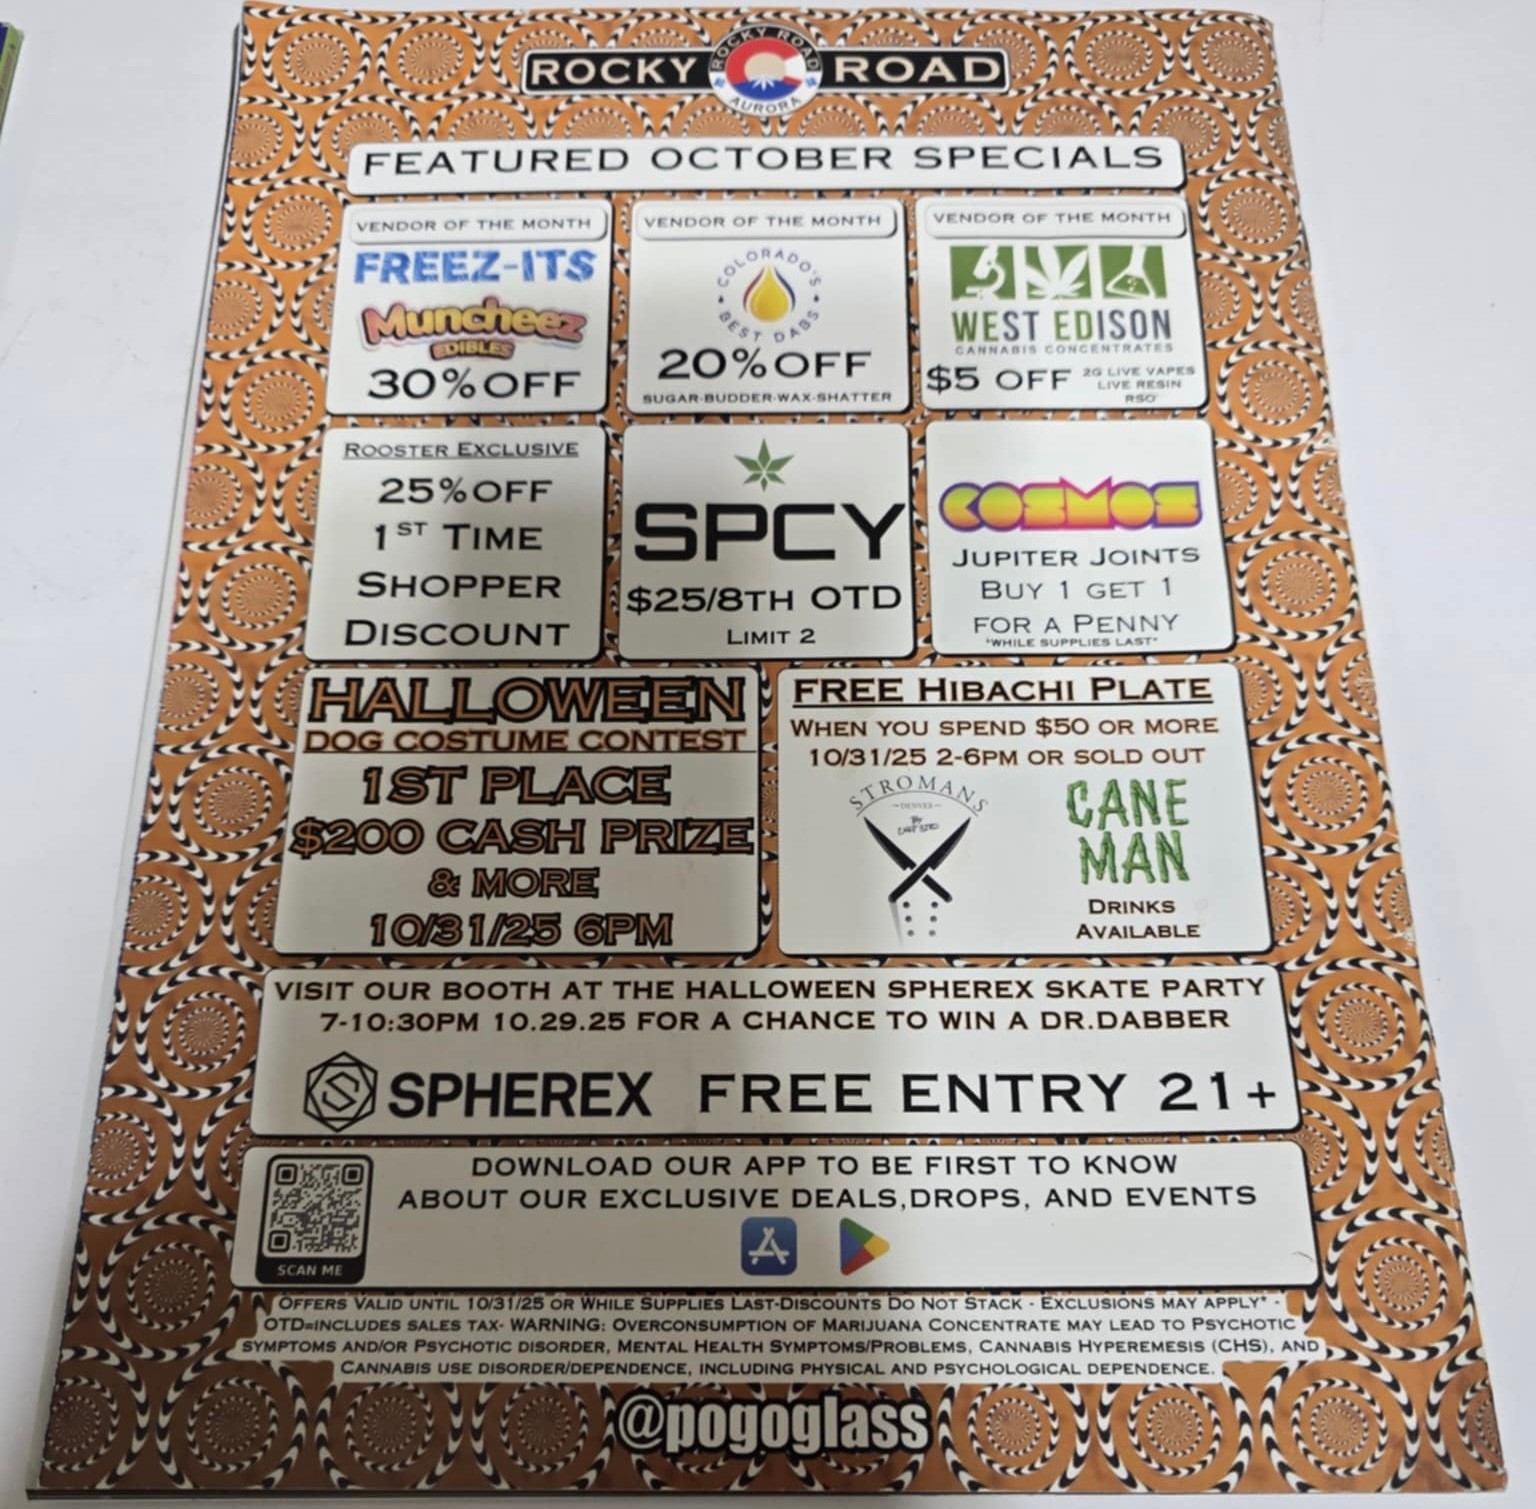 ROCKY ROAD
ROCKY ROAD
AURORA
FEATURED OCTOBER SPECIALS
VENDOR OF THE MONTH
FREEZ-ITS
Muncheez
EDIBLES
30% OFF
VENDOR OF THE MONTH
COLORADO'S
BEST DABS
20% OFF
SUGAR-BUDDER-WAX-SHATTER
VENDOR OF THE MONTH
WEST EDISON
CANNABIS CONCENTRATES
$5 OFF
2G LIVE VAPES
LIVE RESIN
RSO
ROOSTER EXCLUSIVE
25% OFF
1ST TIME
SHOPPER
DISCOUNT
SPCY
$25/8TH OTD
LIMIT 2
COSMOS
JUPITER JOINTS
BUY 1 GET 1
FOR A PENNY
*WHILE SUPPLIES LAST*
HALLOWEEN
DOG COSTUME CONTEST
1ST PLACE
$200 CASH PRIZE
& MORE
10/31/25 6PM
FREE HIBACHI PLATE
WHEN YOU SPEND $50 OR MORE
10/31/25 2-6PM OR SOLD OUT
STROMANS
-DENVER-
BY
CANE
MAN
DRINKS
AVAILABLE
VISIT OUR BOOTH AT THE HALLOWEEN SPHEREX SKATE PARTY
7-10:30PM 10.29.25 FOR A CHANCE TO WIN A DR.DABBER
SPHEREX FREE ENTRY 21+
DOWNLOAD OUR APP TO BE FIRST TO KNOW
ABOUT OUR EXCLUSIVE DEALS,DROPS, AND EVENTS
SCAN ME
OFFERS VALID UNTIL 10/31/25 OR WHILE SUPPLIES LAST-DISCOUNTS DO NOT STACK - EXCLUSIONS MAY APPLY* -
OTD=INCLUDES SALES TAX- WARNING: OVERCONSUMPTION OF MARIJUANA CONCENTRATE MAY LEAD TO PSYCHOTIC
SYMPTOMS AND/OR PSYCHOTIC DISORDER, MENTAL HEALTH SYMPTOMS/PROBLEMS, CANNABIS HYPEREMESIS (CHS), AND
CANNABIS USE DISORDER/DEPENDENCE, INCLUDING PHYSICAL AND PSYCHOLOGICAL DEPENDENCE.
@pogoglass